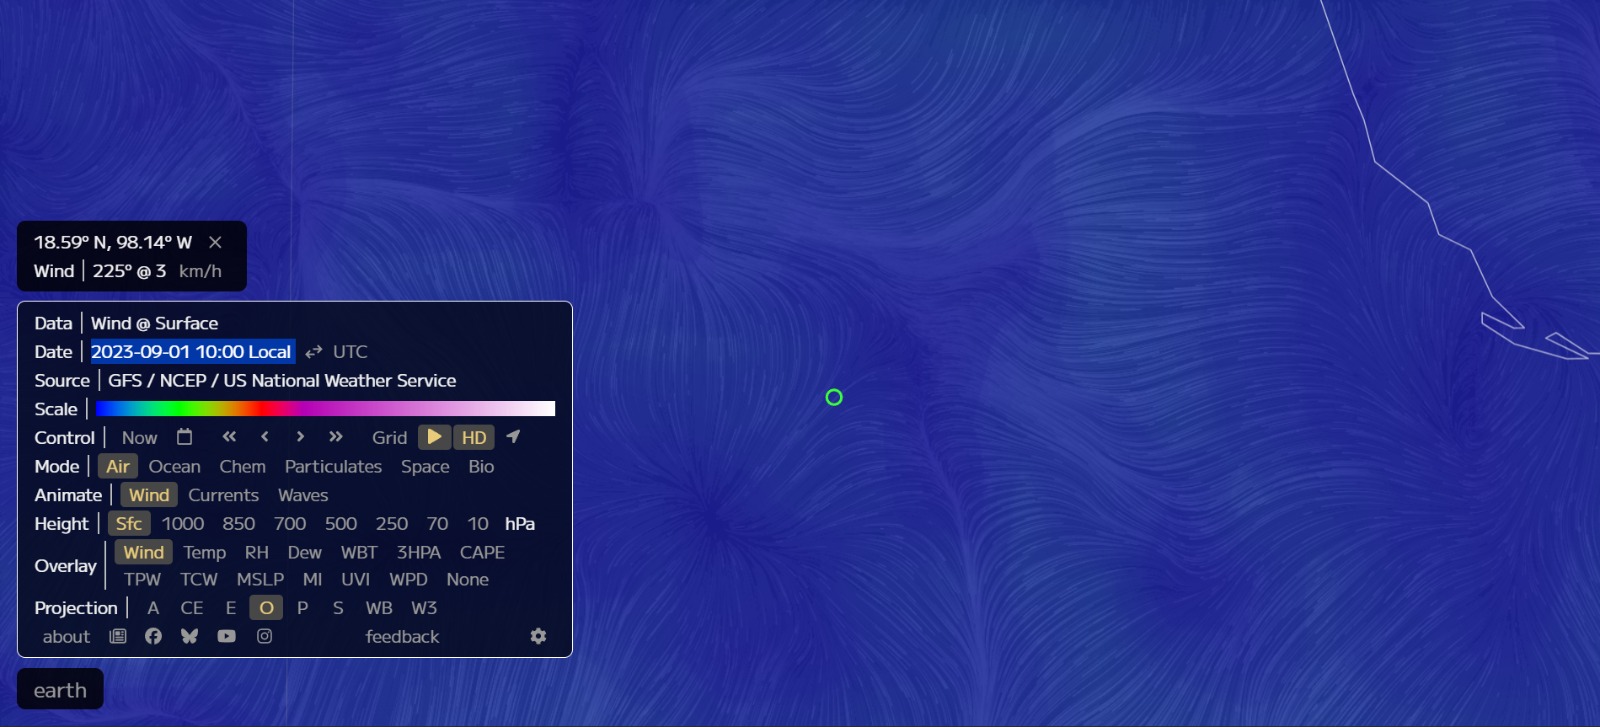 18.59° N, 98.14° W ×
Wind | 225° @ 3 km/h
Data | Wind @ Surface
Date | 2023-09-01 10:00 Local ⇄ UTC
Source | GFS / NCEP / US National Weather Service
Scale |
Control | Now « ‹ › » Grid HD
Mode | Air Ocean Chem Particulates Space Bio
Animate | Wind Currents Waves
Height | Sfc 1000 850 700 500 250 70 10 hPa
Overlay | Wind Temp RH Dew WBT 3HPA CAPE
TPW TCW MSLP MI UVI WPD None
Projection | A CE E O P S WB W3
about feedback
earth